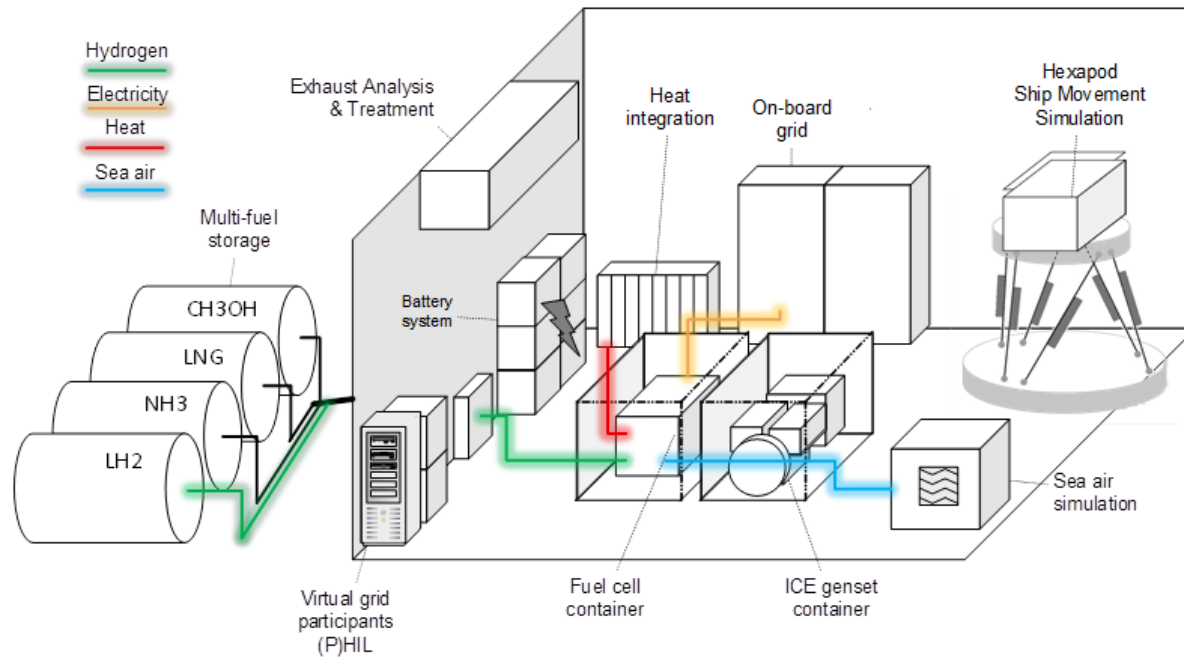 Hydrogen
Electricity
Heat
Sea air
Exhaust Analysis
& Treatment
Heat
integration
On-board
grid
Hexapod
Ship Movement
Simulation
Multi-fuel
storage
CH3OH
LNG
NH3
LH2
Battery
system
Sea air
simulation
Virtual grid
participants
(P)HIL
Fuel cell
container
ICE genset
container